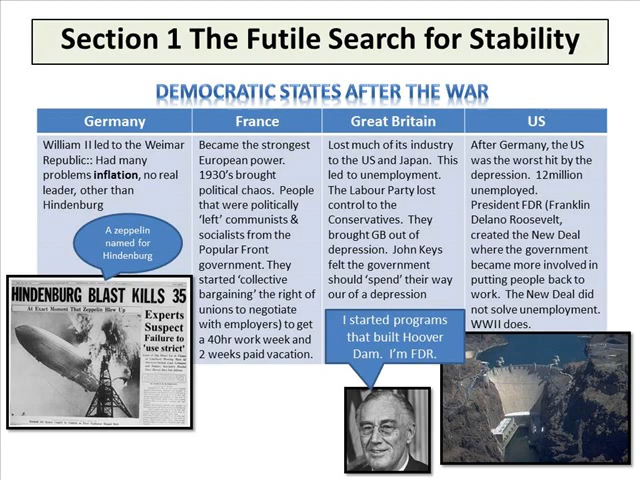 Section 1 The Futile Search for Stability
DEMOCRATIC STATES AFTER THE WAR
Germany
France
Great Britain
US
William II led to the Weimar
Republic:: Had many
problems inflation, no real
leader, other than
Hindenburg
Became the strongest
European power.
1930's brought
political chaos. People
that were politically
'left' communists &
socialists from the
Popular Front
government. They
started 'collective
bargaining' the right of
unions to negotiate
with employers) to get
a 40hr work week and
2 weeks paid vacation.
Lost much of its industry
to the US and Japan. This
led to unemployment.
The Labour Party lost
control to the
Conservatives. They
brought GB out of
depression. John Keys
felt the government
should 'spend' their way
our of a depression
After Germany, the US
was the worst hit by the
depression. 12million
unemployed.
President FDR (Franklin
Delano Roosevelt,
created the New Deal
where the government
became more involved in
putting people back to
work. The New Deal did
not solve unemployment.
WWII does.
A zeppelin
named for
Hindenburg
HINDENBURG BLAST KILLS 35
At Exact Moment That Zeppelin Blew Up
Experts
Suspect
Failure to
'use strict'
I started programs
that built Hoover
Dam. I'm FDR.